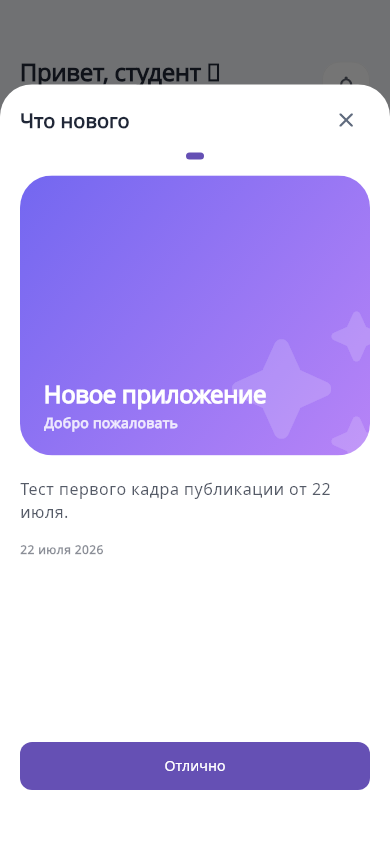 Привет, студент
Что нового
Новое приложение
Добро пожаловать
Тест первого кадра публикации от 22
июля.
22 июля 2026
Отлично